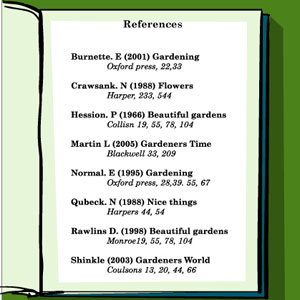 References
Burnette. E (2001) Gardening
Oxford press, 22,33
Crawsank. N (1988) Flowers
Harper, 233, 544
Hession. P (1966) Beautiful gardens
Collisn 19, 55, 78, 104
Martin L (2005) Gardeners Time
Blackwell 33, 209
Normal. E (1995) Gardening
Oxford press, 28,39. 55, 67
Qubeck. N (1988) Nice things
Harpers 44, 54
Rawlins D. (1998) Beautiful gardens
Monroe19, 55, 78, 104
Shinkle (2003) Gardeners World
Coulsons 13, 20, 44, 66